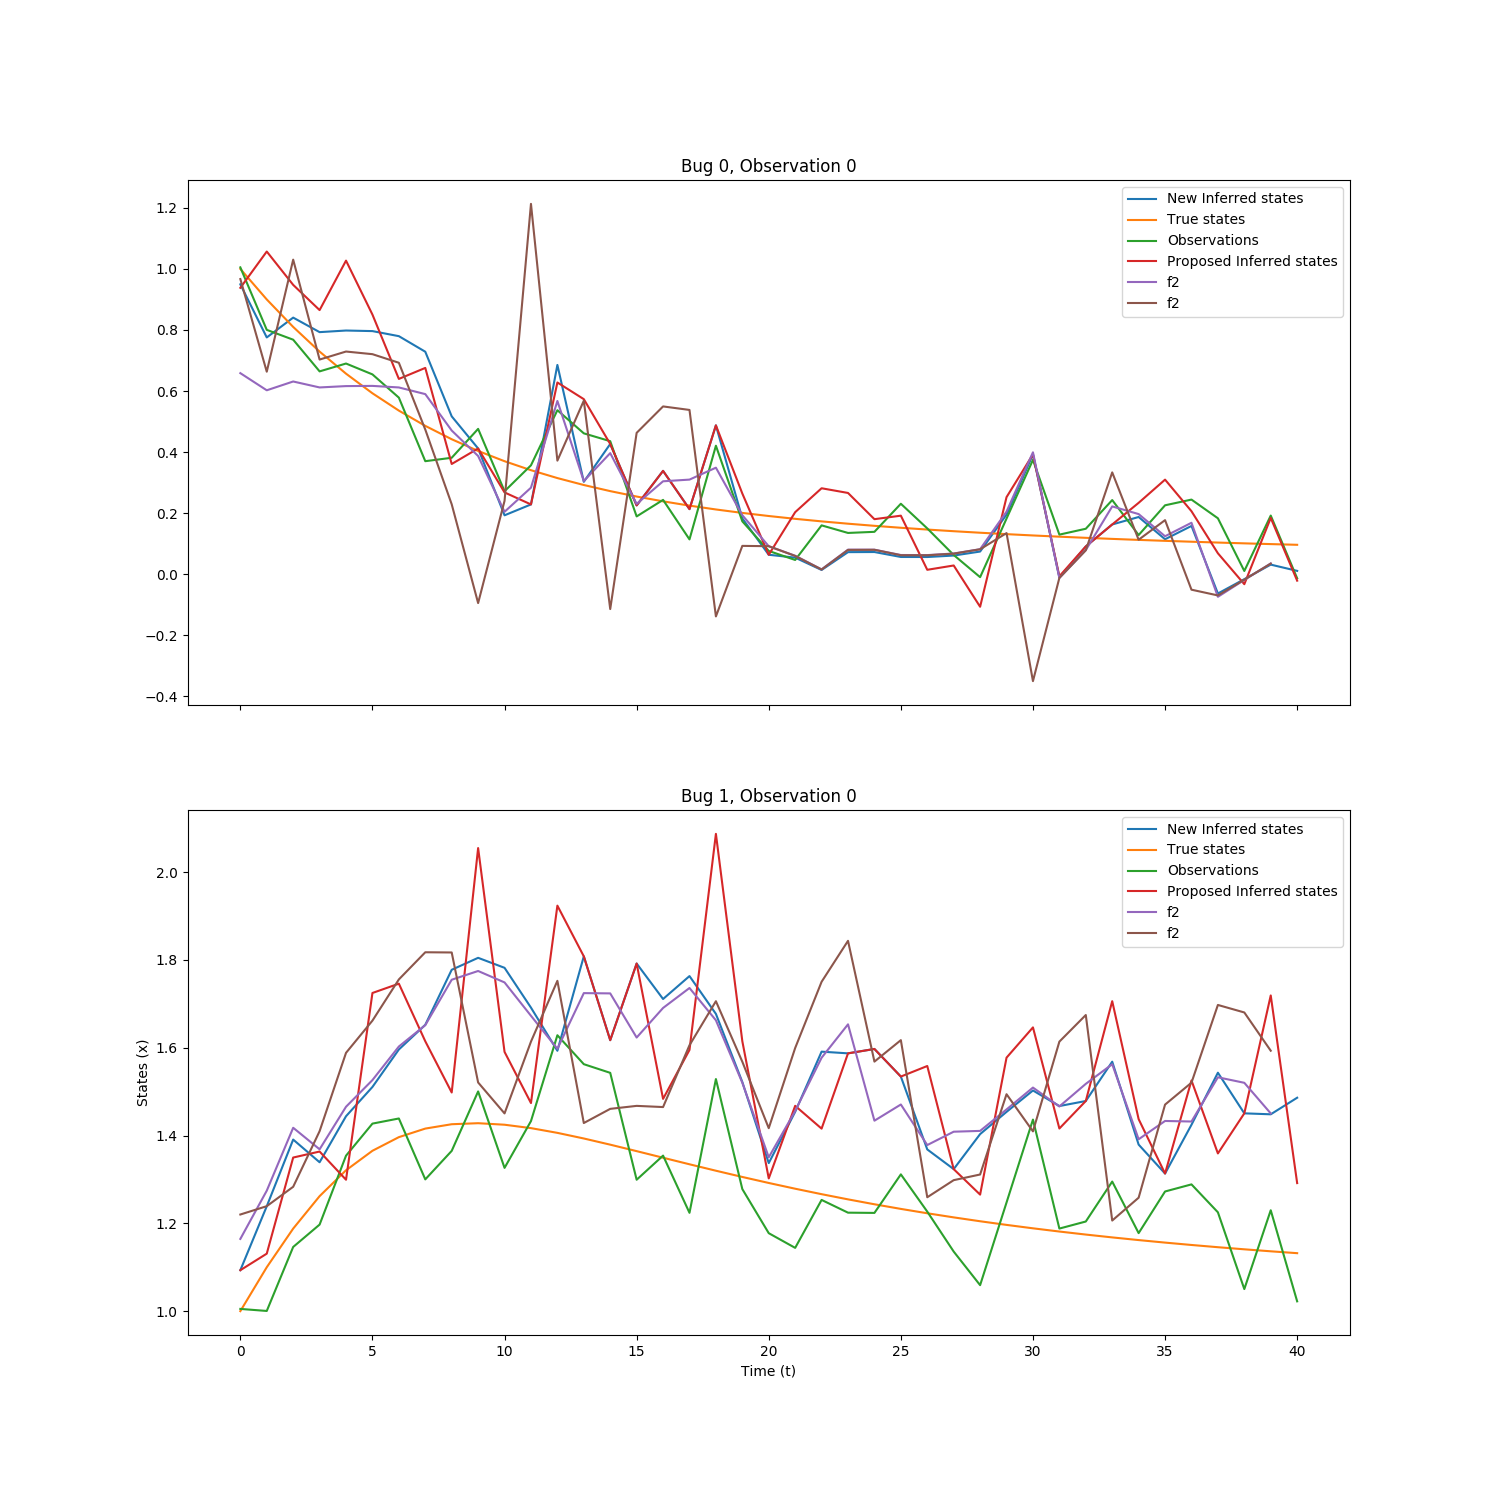 Bug 0, Observation 0
1.2
1.0
0.8
0.6
0.4
0.2
0.0
−0.2
−0.4
New Inferred states
True states
Observations
Proposed Inferred states
f2
f2
Bug 1, Observation 0
2.0
1.8
1.6
1.4
1.2
1.0
States (x)
New Inferred states
True states
Observations
Proposed Inferred states
f2
f2
0 5 10 15 20 25 30 35 40
Time (t)